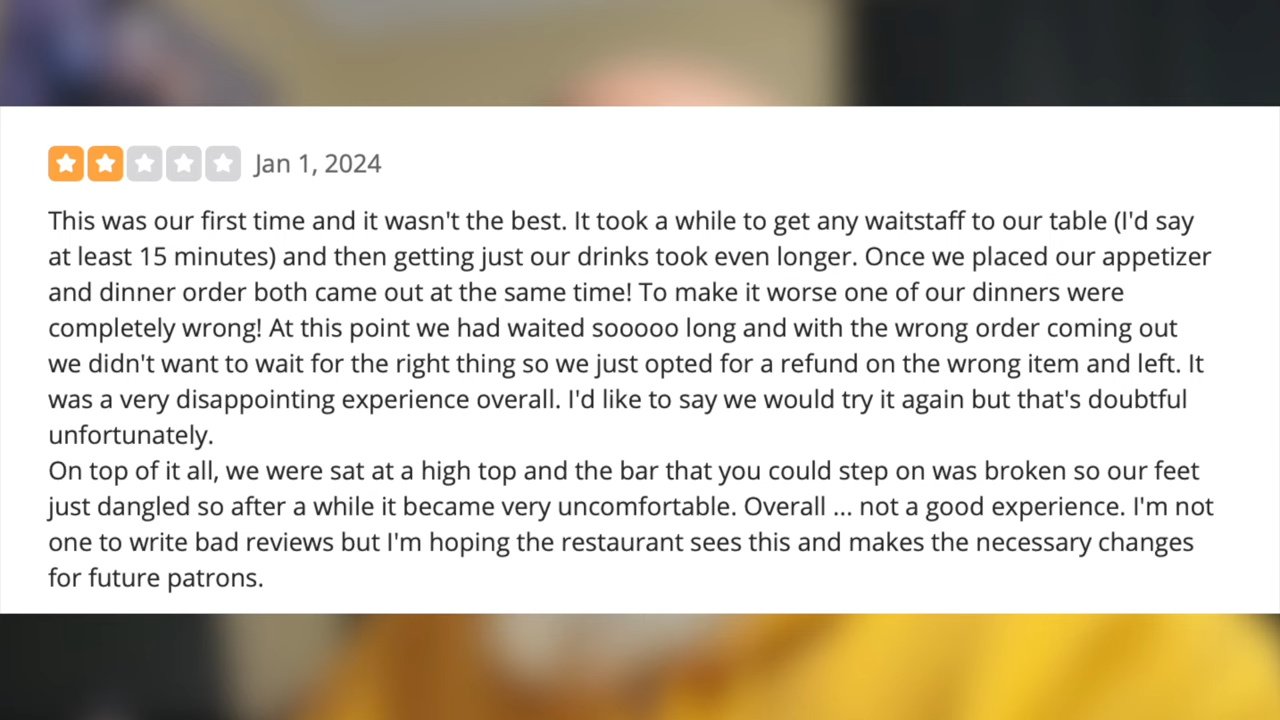 Jan 1, 2024
This was our first time and it wasn't the best. It took a while to get any waitstaff to our table (I'd say
at least 15 minutes) and then getting just our drinks took even longer. Once we placed our appetizer
and dinner order both came out at the same time! To make it worse one of our dinners were
completely wrong! At this point we had waited sooooo long and with the wrong order coming out
we didn't want to wait for the right thing so we just opted for a refund on the wrong item and left. It
was a very disappointing experience overall. I'd like to say we would try it again but that's doubtful
unfortunately.
On top of it all, we were sat at a high top and the bar that you could step on was broken so our feet
just dangled so after a while it became very uncomfortable. Overall ... not a good experience. I'm not
one to write bad reviews but I'm hoping the restaurant sees this and makes the necessary changes
for future patrons.